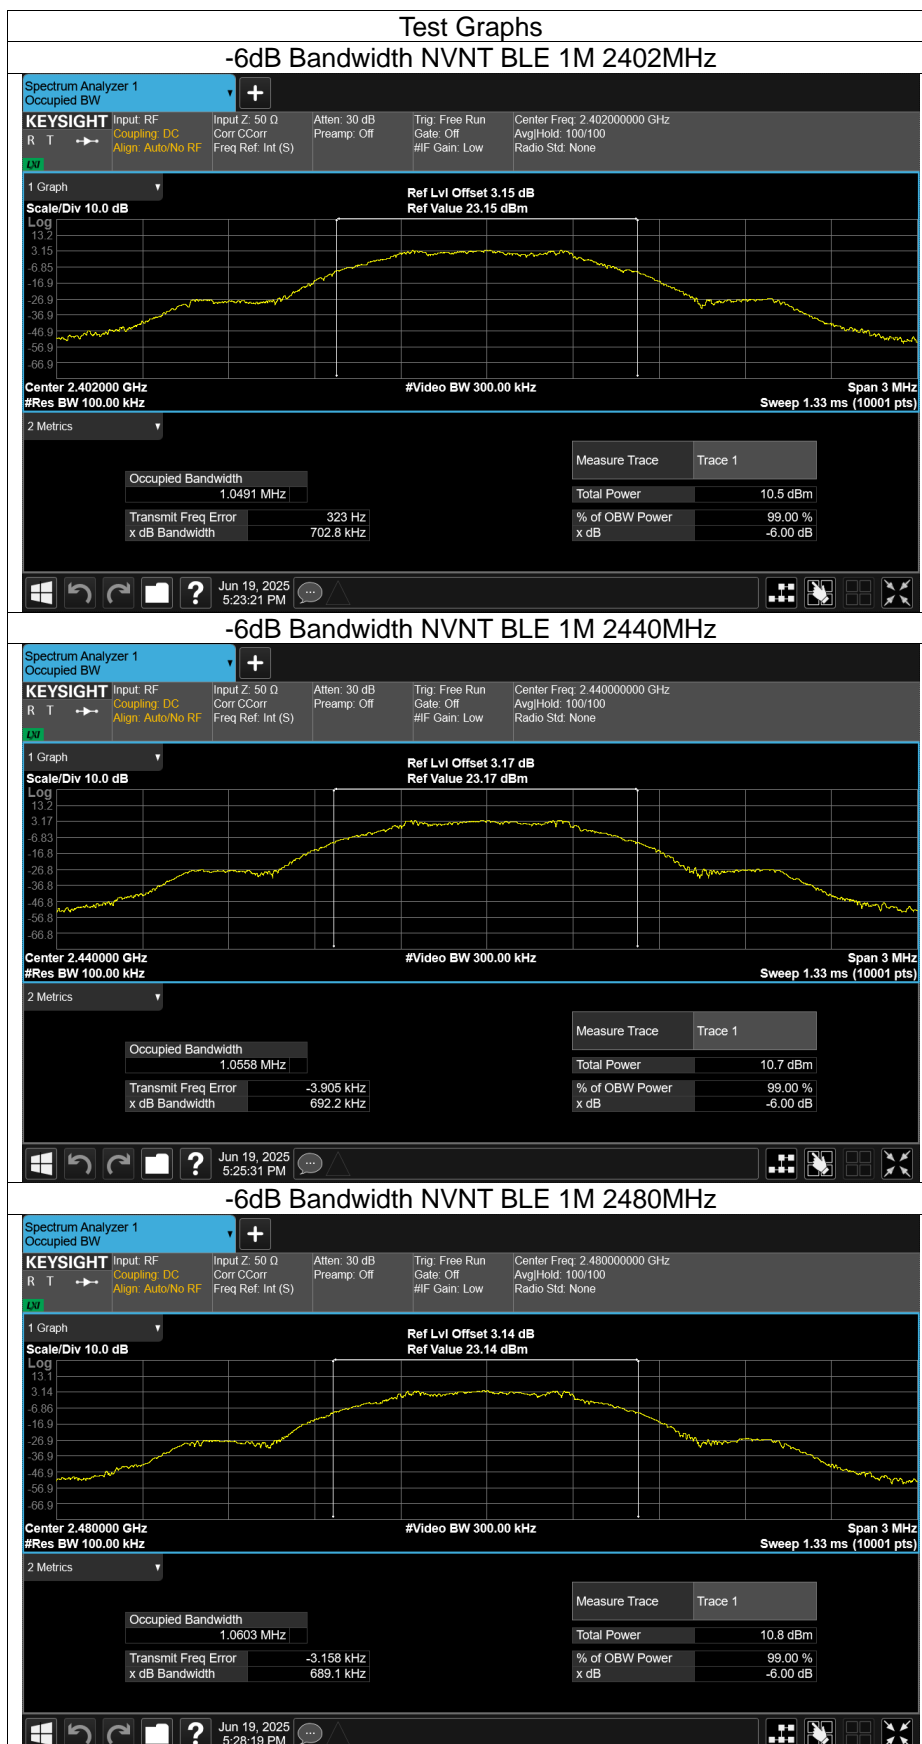 Test Graphs
-6dB Bandwidth NVNT BLE 1M 2402MHz
Spectrum Analyzer 1
Occupied BW
KEYSIGHT Input: RF Input Z: 50 Ω Atten: 30 dB Trig: Free Run Center Freq: 2.402000000 GHz
R T Coupling: DC Corr CCorr Preamp: Off Gate: Off Avg|Hold: 100/100
Align: Auto/No RF Freq Ref: Int (S) #IF Gain: Low Radio Std: None
LXI
1 Graph Ref Lvl Offset 3.15 dB
Scale/Div 10.0 dB Ref Value 23.15 dBm
Log
13.2
3.15
-6.85
-16.9
-26.9
-36.9
-46.9
-56.9
-66.9
Center 2.402000 GHz #Video BW 300.00 kHz Span 3 MHz
#Res BW 100.00 kHz Sweep 1.33 ms (10001 pts)
2 Metrics
Measure Trace Trace 1
Occupied Bandwidth
1.0491 MHz Total Power 10.5 dBm
Transmit Freq Error 323 Hz % of OBW Power 99.00 %
x dB Bandwidth 702.8 kHz x dB -6.00 dB
Jun 19, 2025
5:23:21 PM
-6dB Bandwidth NVNT BLE 1M 2440MHz
Spectrum Analyzer 1
Occupied BW
KEYSIGHT Input: RF Input Z: 50 Ω Atten: 30 dB Trig: Free Run Center Freq: 2.440000000 GHz
R T Coupling: DC Corr CCorr Preamp: Off Gate: Off Avg|Hold: 100/100
Align: Auto/No RF Freq Ref: Int (S) #IF Gain: Low Radio Std: None
LXI
1 Graph Ref Lvl Offset 3.17 dB
Scale/Div 10.0 dB Ref Value 23.17 dBm
Log
13.2
3.17
-6.83
-16.8
-26.8
-36.8
-46.8
-56.8
-66.8
Center 2.440000 GHz #Video BW 300.00 kHz Span 3 MHz
#Res BW 100.00 kHz Sweep 1.33 ms (10001 pts)
2 Metrics
Measure Trace Trace 1
Occupied Bandwidth
1.0558 MHz Total Power 10.7 dBm
Transmit Freq Error -3.905 kHz % of OBW Power 99.00 %
x dB Bandwidth 692.2 kHz x dB -6.00 dB
Jun 19, 2025
5:25:31 PM
-6dB Bandwidth NVNT BLE 1M 2480MHz
Spectrum Analyzer 1
Occupied BW
KEYSIGHT Input: RF Input Z: 50 Ω Atten: 30 dB Trig: Free Run Center Freq: 2.480000000 GHz
R T Coupling: DC Corr CCorr Preamp: Off Gate: Off Avg|Hold: 100/100
Align: Auto/No RF Freq Ref: Int (S) #IF Gain: Low Radio Std: None
LXI
1 Graph Ref Lvl Offset 3.14 dB
Scale/Div 10.0 dB Ref Value 23.14 dBm
Log
13.1
3.14
-6.86
-16.9
-26.9
-36.9
-46.9
-56.9
-66.9
Center 2.480000 GHz #Video BW 300.00 kHz Span 3 MHz
#Res BW 100.00 kHz Sweep 1.33 ms (10001 pts)
2 Metrics
Measure Trace Trace 1
Occupied Bandwidth
1.0603 MHz Total Power 10.8 dBm
Transmit Freq Error -3.158 kHz % of OBW Power 99.00 %
x dB Bandwidth 689.1 kHz x dB -6.00 dB
Jun 19, 2025
5:28:19 PM